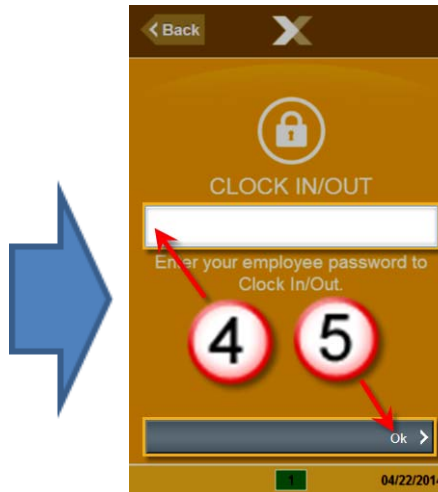 Back
CLOCK IN/OUT
Enter your employee password to
Clock In/Out.
4
5
Ok
1
04/22/2014